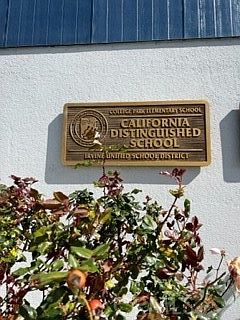 COLLEGE PARK ELEMENTARY SCHOOL
CALIFORNIA
DISTINGUISHED
SCHOOL
IRVINE UNIFIED SCHOOL DISTRICT